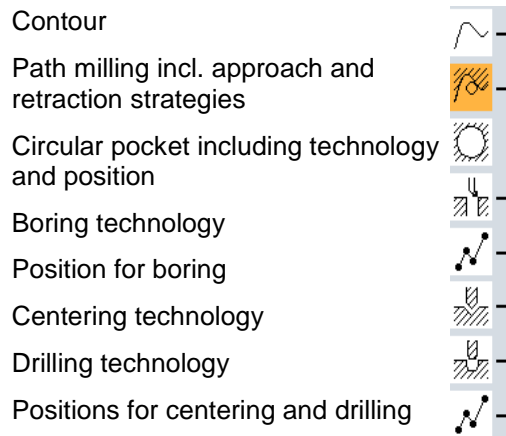 Contour
Path milling incl. approach and
retraction strategies
Circular pocket including technology
and position
Boring technology
Position for boring
Centering technology
Drilling technology
Positions for centering and drilling